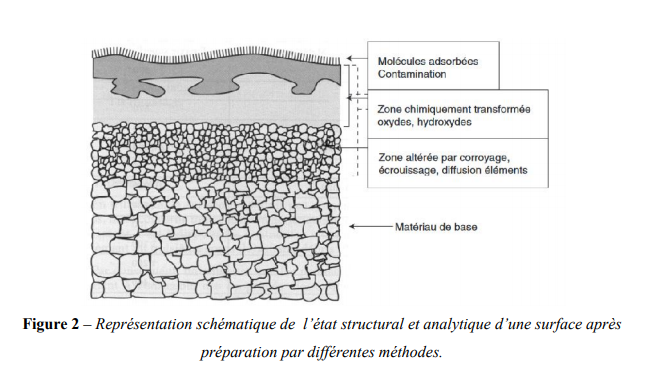 Molécules adsorbées
Contamination
Zone chimiquement transformée
oxydes, hydroxydes
Zone altérée par corroyage,
écrouissage, diffusion éléments
Matériau de base
Figure 2 – Représentation schématique de l'état structural et analytique d'une surface après
préparation par différentes méthodes.